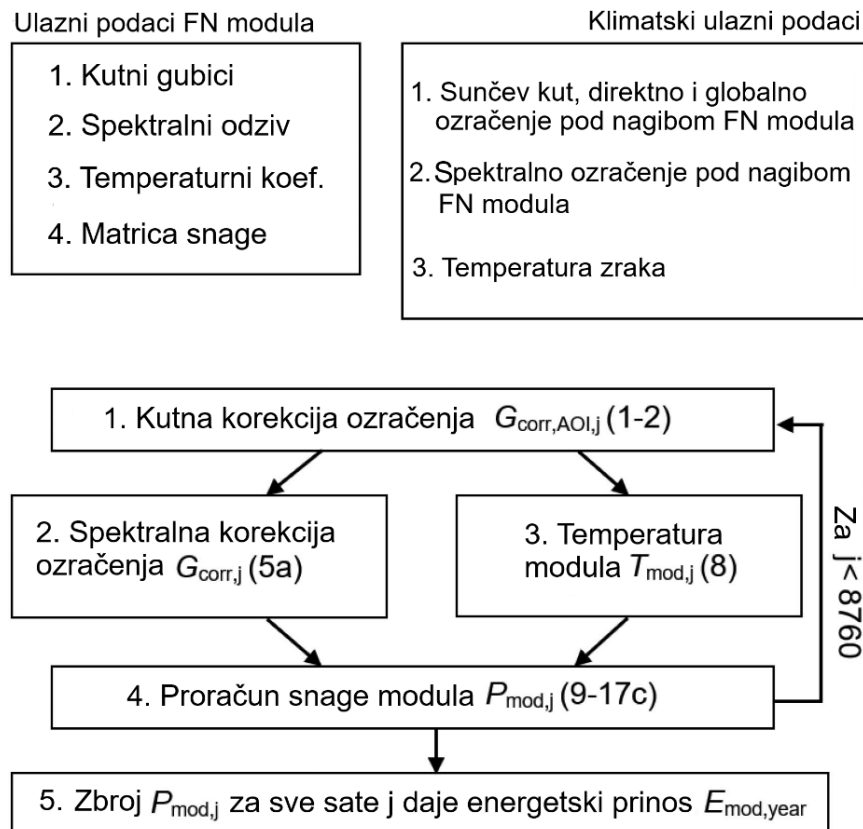 Ulazni podaci FN modula
1. Kutni gubici
2. Spektralni odziv
3. Temperaturni koef.
4. Matrica snage
Klimatski ulazni podaci
1. Sunčev kut, direktno i globalno
ozračenje pod nagibom FN modula
2. Spektralno ozračenje pod nagibom
FN modula
3. Temperatura zraka
1. Kutna korekcija ozračenja G_corr,AOI,j (1-2)
2. Spektralna korekcija
ozračenja G_corr,j (5a)
3. Temperatura
modula T_mod,j (8)
Za j< 8760
4. Proračun snage modula P_mod,j (9-17c)
5. Zbroj P_mod,j za sve sate j daje energetski prinos E_mod,year